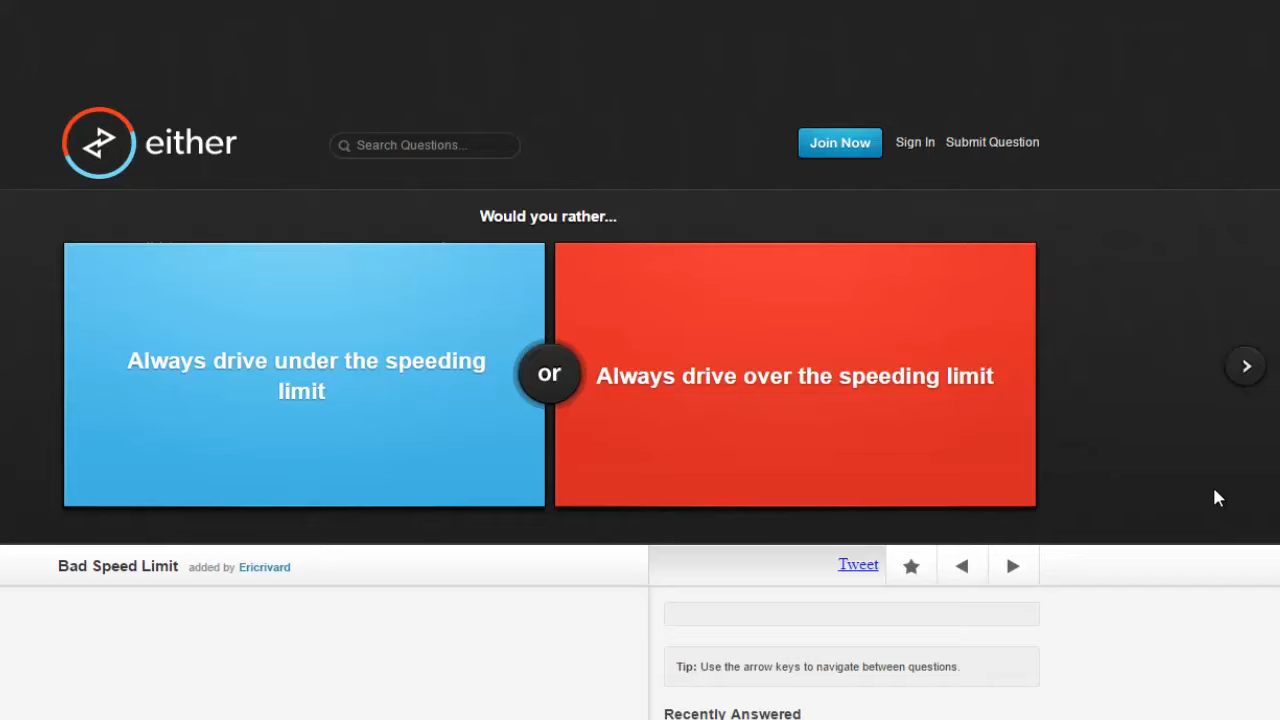 either
Search Questions...
Join Now
Sign In
Submit Question
Would you rather...
Always drive under the speeding
limit
or
Always drive over the speeding limit
Bad Speed Limit added by Ericrivard
Tweet
Tip: Use the arrow keys to navigate between questions.
Recently Answered